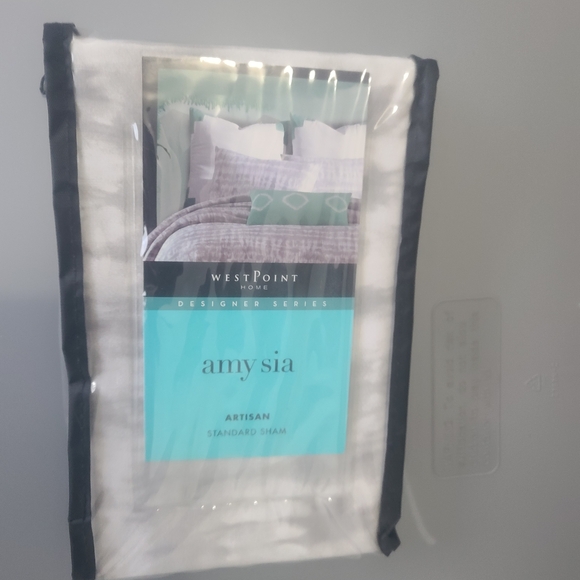 WESTPOINT
HOME
DESIGNER SERIES
amy sia
ARTISAN
STANDARD SHAM